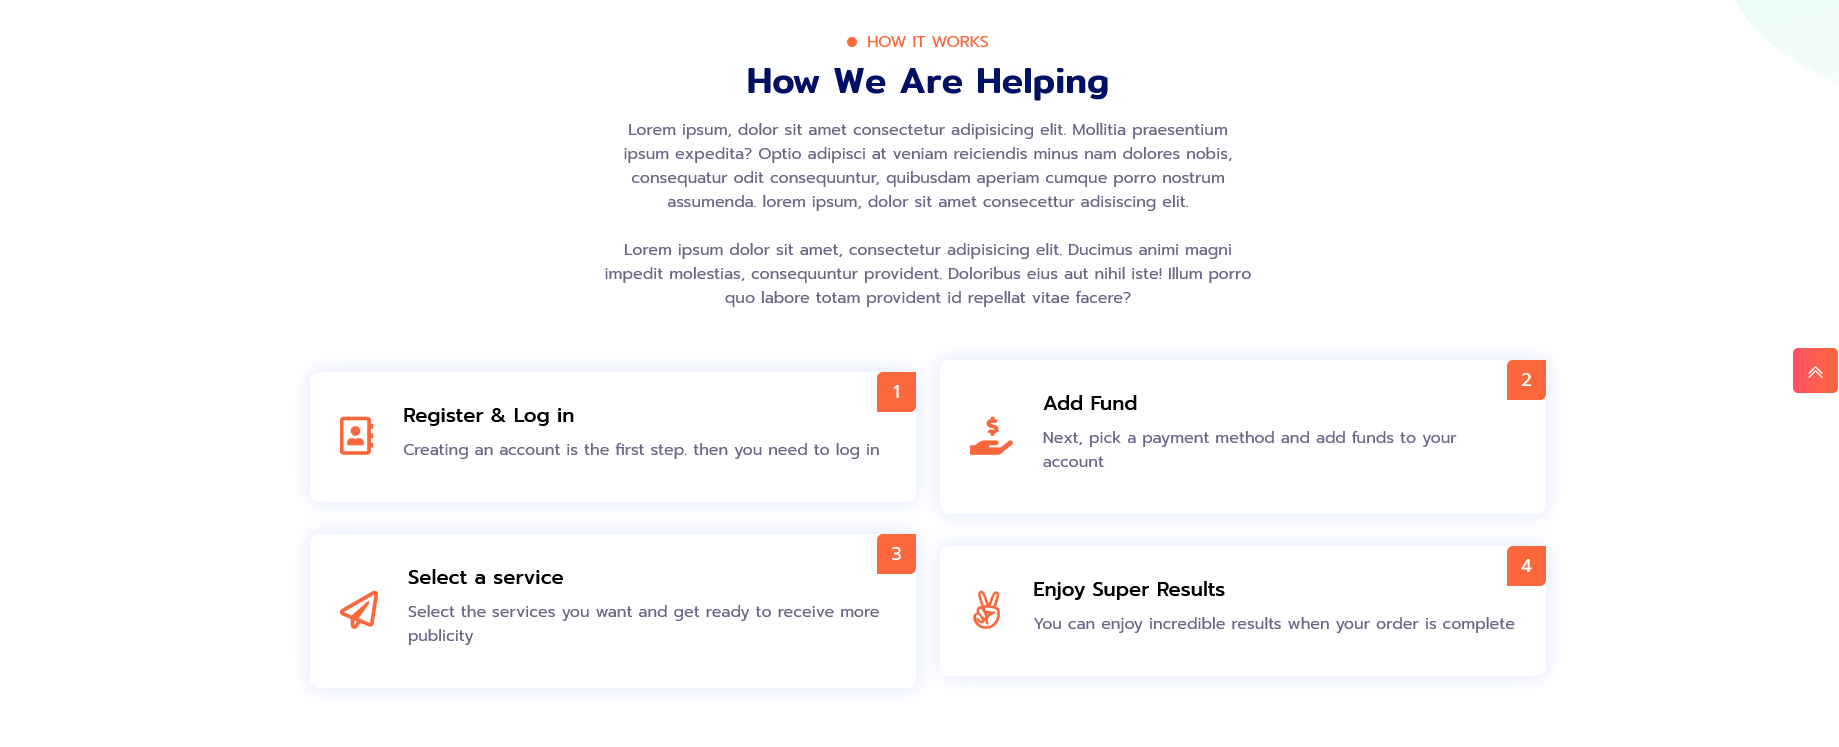 HOW IT WORKS
How We Are Helping
Lorem ipsum, dolor sit amet consectetur adipisicing elit. Mollitia praesentium
ipsum expedita? Optio adipisci at veniam reiciendis minus nam dolores nobis,
consequatur odit consequuntur, quibusdam aperiam cumque porro nostrum
assumenda. lorem ipsum, dolor sit amet consecettur adisiscing elit.
Lorem ipsum dolor sit amet, consectetur adipisicing elit. Ducimus animi magni
impedit molestias, consequuntur provident. Doloribus eius aut nihil iste! Illum porro
quo labore totam provident id repellat vitae facere?
1
Register & Log in
Creating an account is the first step. then you need to log in
2
Add Fund
Next, pick a payment method and add funds to your
account
3
Select a service
Select the services you want and get ready to receive more
publicity
4
Enjoy Super Results
You can enjoy incredible results when your order is complete